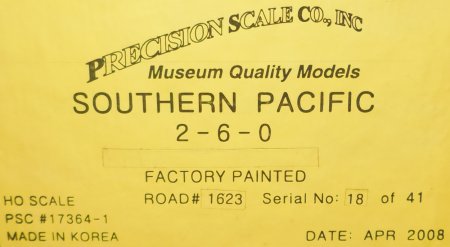 PRECISION SCALE CO., INC
Museum Quality Models
SOUTHERN PACIFIC
2-6-0
FACTORY PAINTED
HO SCALE ROAD# 1623 Serial No: 18 of 41
PSC #17364-1
MADE IN KOREA DATE: APR 2008